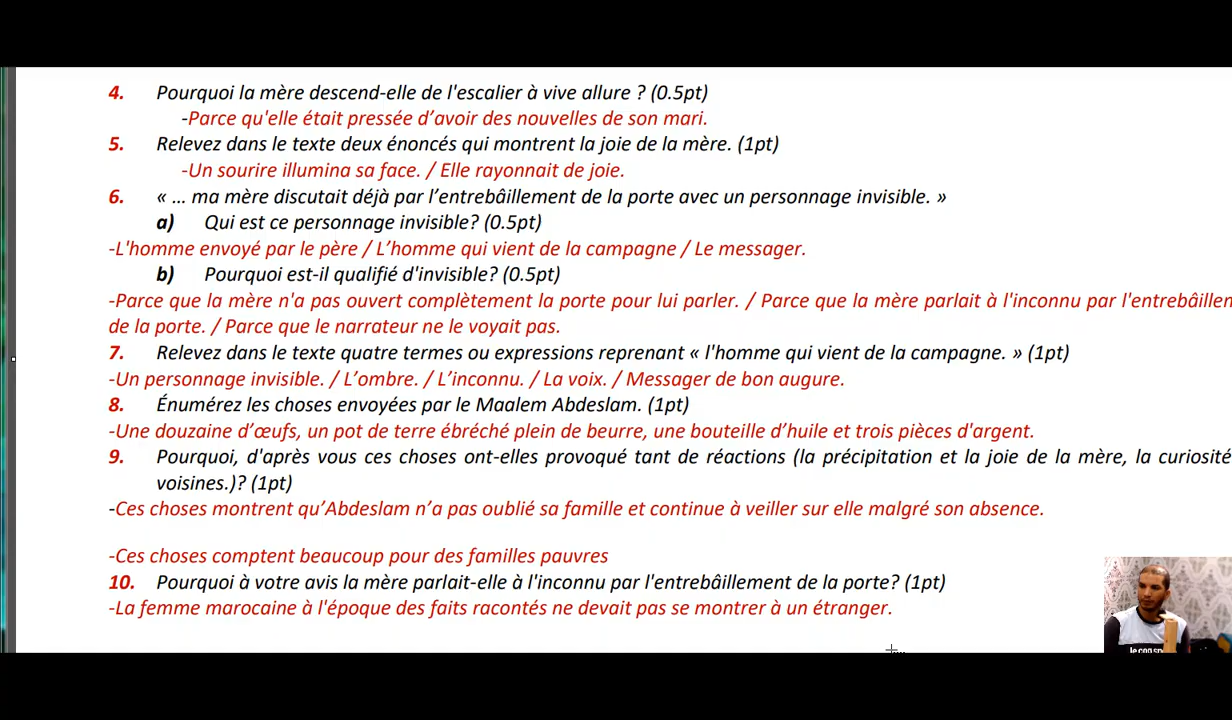 4. Pourquoi la mère descend-elle de l'escalier à vive allure ? (0.5pt)
-Parce qu'elle était pressée d’avoir des nouvelles de son mari.
5. Relevez dans le texte deux énoncés qui montrent la joie de la mère. (1pt)
-Un sourire illumina sa face. / Elle rayonnait de joie.
6. « … ma mère discutait déjà par l’entrebâillement de la porte avec un personnage invisible. »
a) Qui est ce personnage invisible? (0.5pt)
-L'homme envoyé par le père / L’homme qui vient de la campagne / Le messager.
b) Pourquoi est-il qualifié d'invisible? (0.5pt)
-Parce que la mère n'a pas ouvert complètement la porte pour lui parler. / Parce que la mère parlait à l'inconnu par l'entrebâillen
de la porte. / Parce que le narrateur ne le voyait pas.
7. Relevez dans le texte quatre termes ou expressions reprenant « l'homme qui vient de la campagne. » (1pt)
-Un personnage invisible. / L’ombre. / L’inconnu. / La voix. / Messager de bon augure.
8. Énumérez les choses envoyées par le Maalem Abdeslam. (1pt)
-Une douzaine d’œufs, un pot de terre ébréché plein de beurre, une bouteille d’huile et trois pièces d'argent.
9. Pourquoi, d'après vous ces choses ont-elles provoqué tant de réactions (la précipitation et la joie de la mère, la curiosité
voisines.)? (1pt)
-Ces choses montrent qu’Abdeslam n’a pas oublié sa famille et continue à veiller sur elle malgré son absence.
-Ces choses comptent beaucoup pour des familles pauvres
10. Pourquoi à votre avis la mère parlait-elle à l'inconnu par l'entrebâillement de la porte? (1pt)
-La femme marocaine à l'époque des faits racontés ne devait pas se montrer à un étranger.
le coq sp